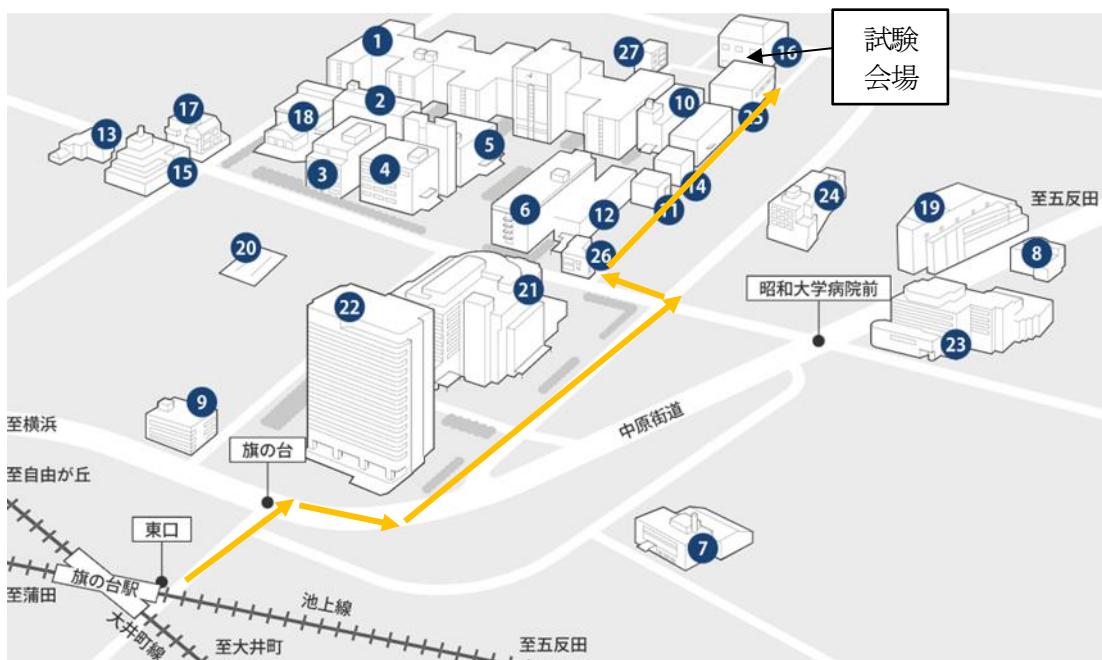 試験
会場
1
27
16
2
10
17
18
25
13
5
15
3
4
14
6
12
11
24
19
至五反田
20
26
8
21
昭和大学病院前
22
23
9
中原街道
至横浜
旗の台
至自由が丘
東口
7
旗の台駅
至蒲田
池上線
大井町線
至大井町
至五反田